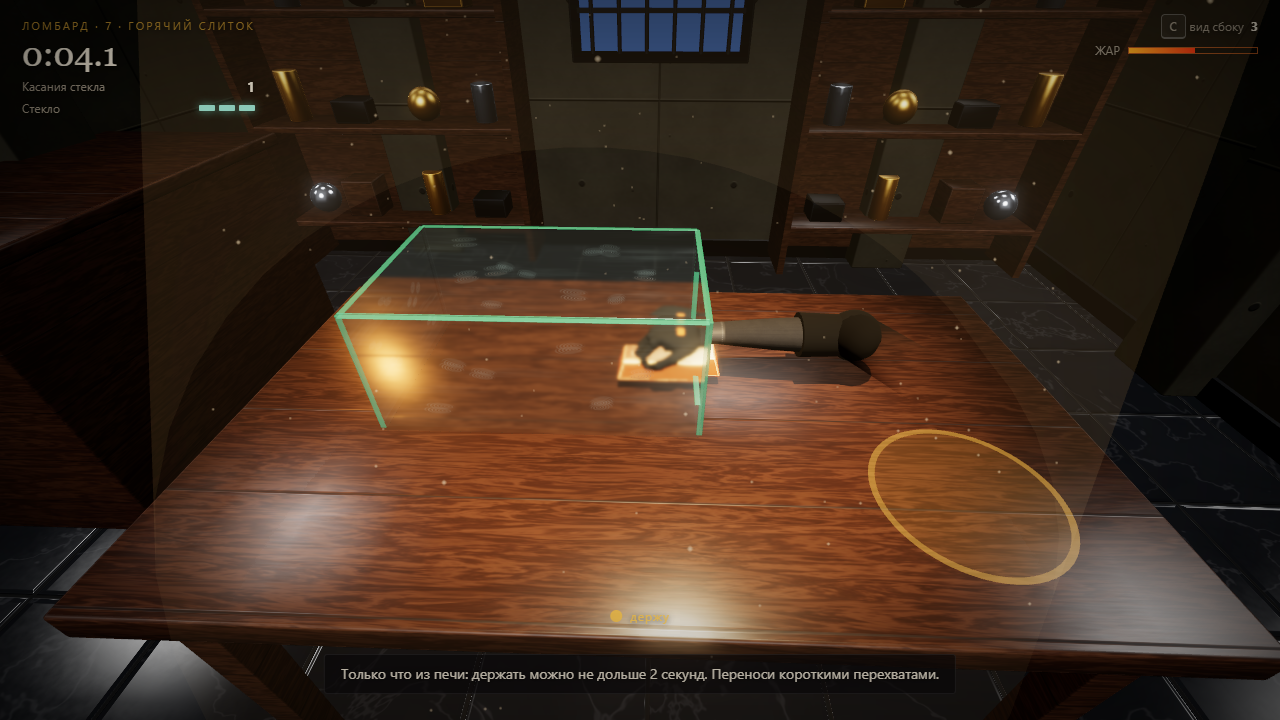 ЛОМБАРД · 7 · ГОРЯЧИЙ СЛИТОК
0:04.1
Касания стекла 1
Стекло
C вид сбоку 3
ЖАР
держу
Только что из печи: держать можно не дольше 2 секунд. Переноси короткими перехватами.